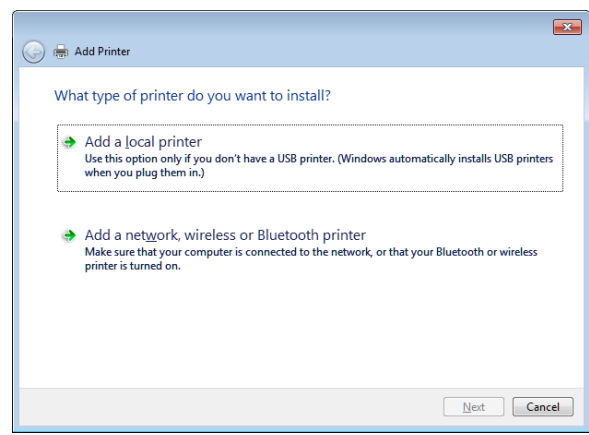 Add Printer
What type of printer do you want to install?
Add a local printer
Use this option only if you don't have a USB printer. (Windows automatically installs USB printers
when you plug them in.)
Add a network, wireless or Bluetooth printer
Make sure that your computer is connected to the network, or that your Bluetooth or wireless
printer is turned on.
Next
Cancel